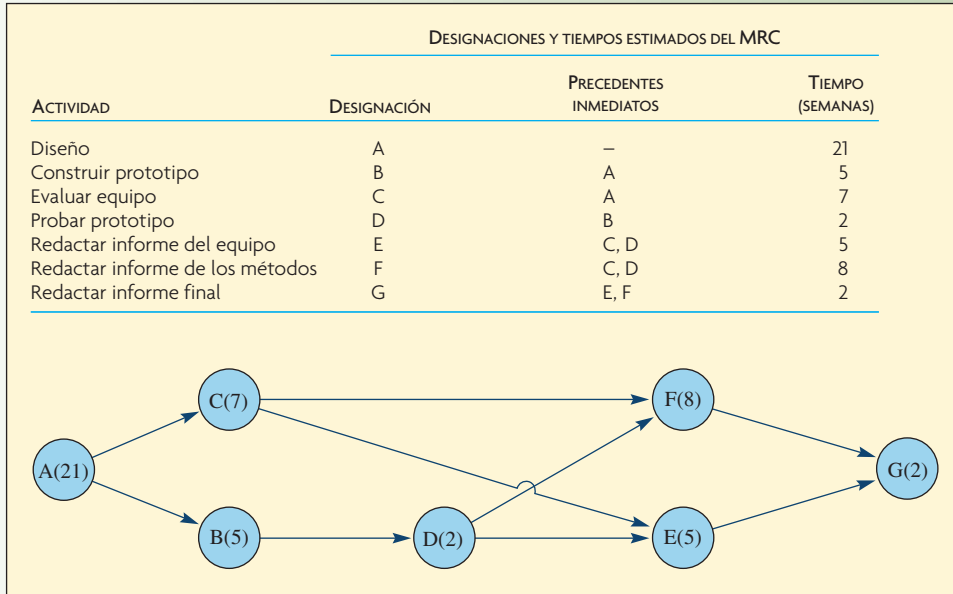 DESIGNACIONES Y TIEMPOS ESTIMADOS DEL MRC
PRECEDENTES TIEMPO
ACTIVIDAD DESIGNACIÓN INMEDIATOS (SEMANAS)
Diseño A – 21
Construir prototipo B A 5
Evaluar equipo C A 7
Probar prototipo D B 2
Redactar informe del equipo E C, D 5
Redactar informe de los métodos F C, D 8
Redactar informe final G E, F 2
C(7) F(8)
A(21) G(2)
B(5) D(2) E(5)